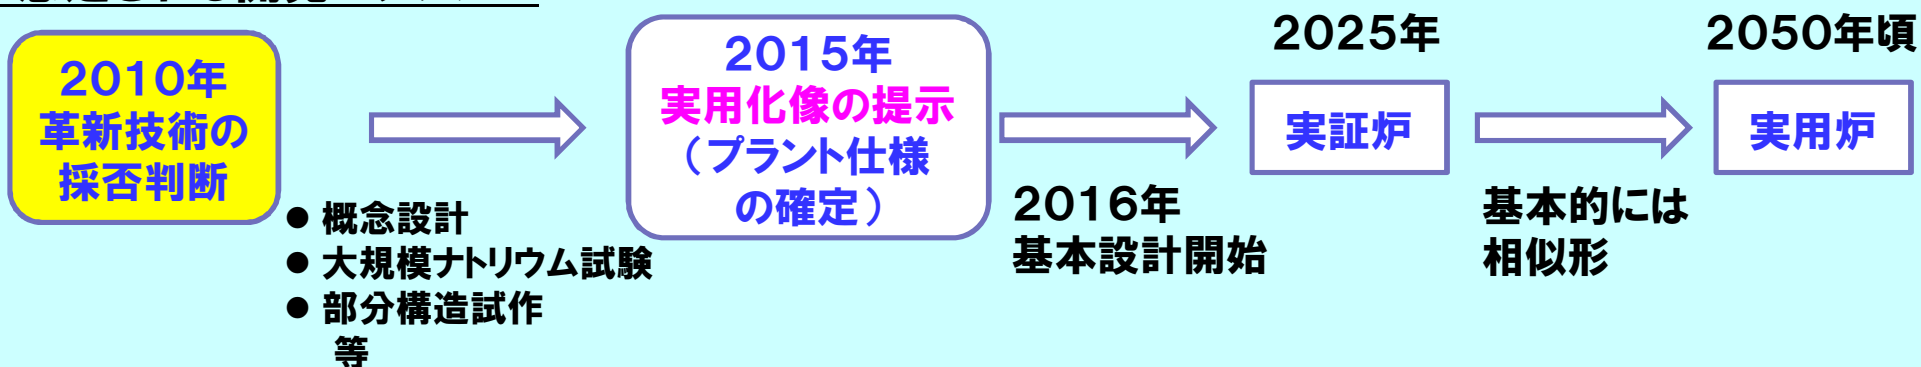 2010年
革新技術の
採否判断
● 概念設計
● 大規模ナトリウム試験
● 部分構造試作
等
2015年
実用化像の提示
（プラント仕様
の確定）
2016年
基本設計開始
2025年
実証炉
基本的には
相似形
2050年頃
実用炉